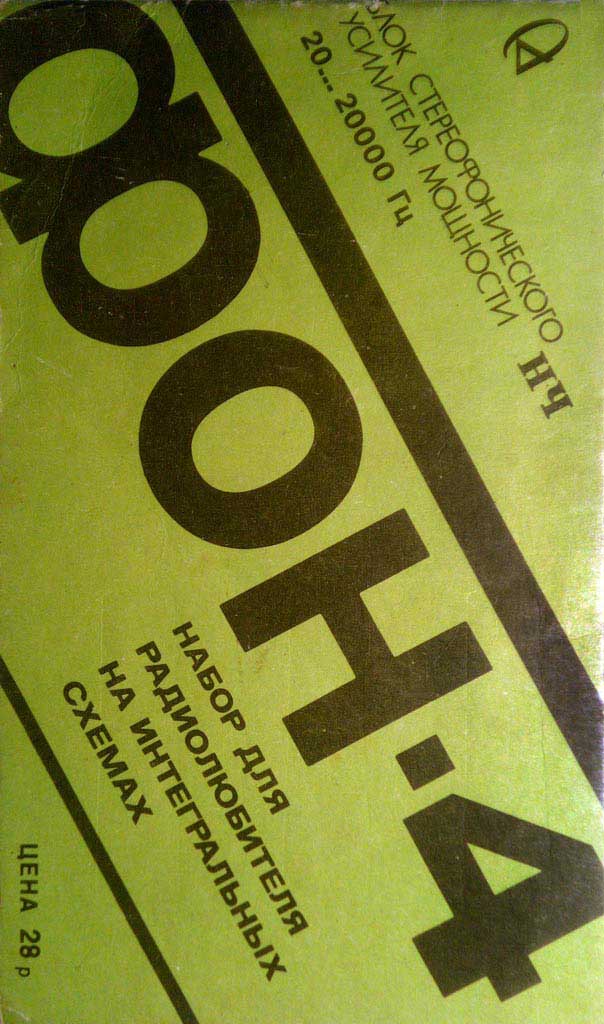 БЛОК СТЕРЕОФОНИЧЕСКОГО
УСИЛИТЕЛЯ МОЩНОСТИ НЧ
20... 20000 Гц
ФОН-4
НАБОР ДЛЯ
РАДИОЛЮБИТЕЛЯ
НА ИНТЕГРАЛЬНЫХ
СХЕМАХ
ЦЕНА 28 р